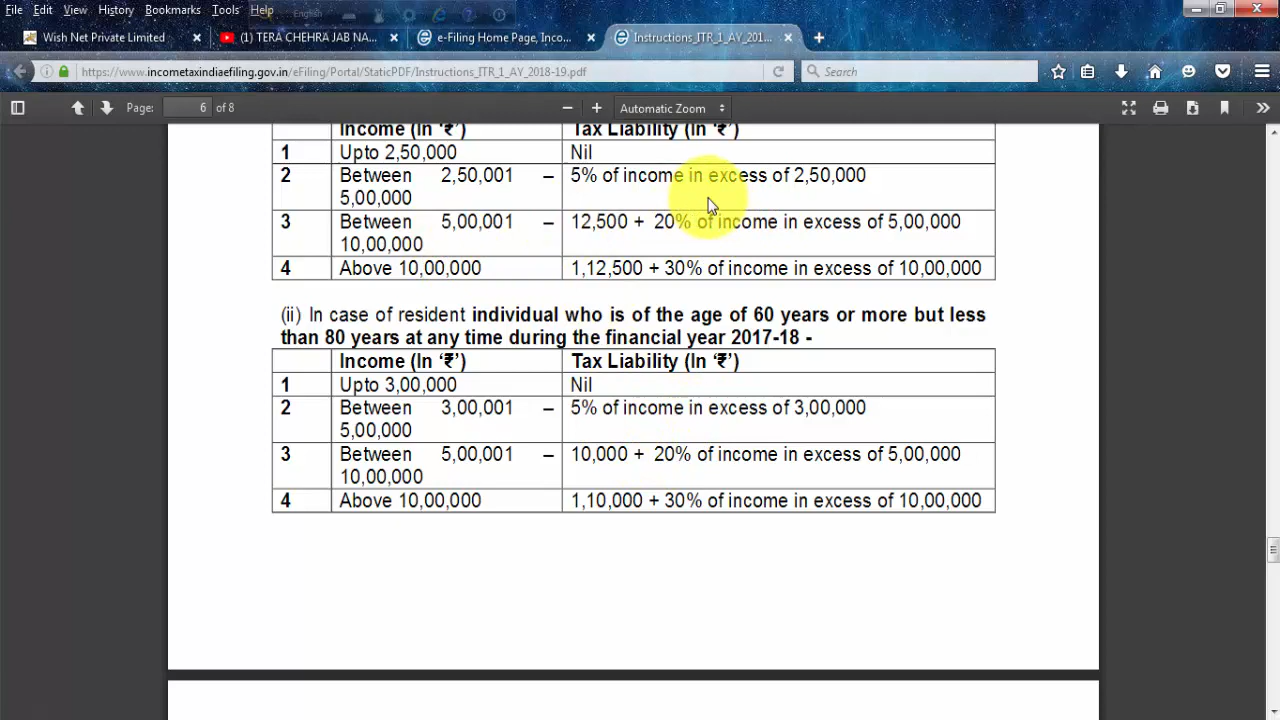 File Edit View History Bookmarks Tools Help English
Wish Net Private Limited × (1) TERA CHEHRA JAB NA... × e-Filing Home Page, Inco... × Instructions_ITR_1_AY_201... × +
https://www.incometaxindiaefiling.gov.in/eFiling/Portal/StaticPDF/Instructions_ITR_1_AY_2018-19.pdf Search
Page: 6 of 8 − + Automatic Zoom
Income (In ‘₹’) Tax Liability (In ‘₹’)
1 Upto 2,50,000 Nil
2 Between 2,50,001 – 5% of income in excess of 2,50,000
5,00,000
3 Between 5,00,001 – 12,500 + 20% of income in excess of 5,00,000
10,00,000
4 Above 10,00,000 1,12,500 + 30% of income in excess of 10,00,000
(ii) In case of resident individual who is of the age of 60 years or more but less
than 80 years at any time during the financial year 2017-18 -
Income (In ‘₹’) Tax Liability (In ‘₹’)
1 Upto 3,00,000 Nil
2 Between 3,00,001 – 5% of income in excess of 3,00,000
5,00,000
3 Between 5,00,001 – 10,000 + 20% of income in excess of 5,00,000
10,00,000
4 Above 10,00,000 1,10,000 + 30% of income in excess of 10,00,000